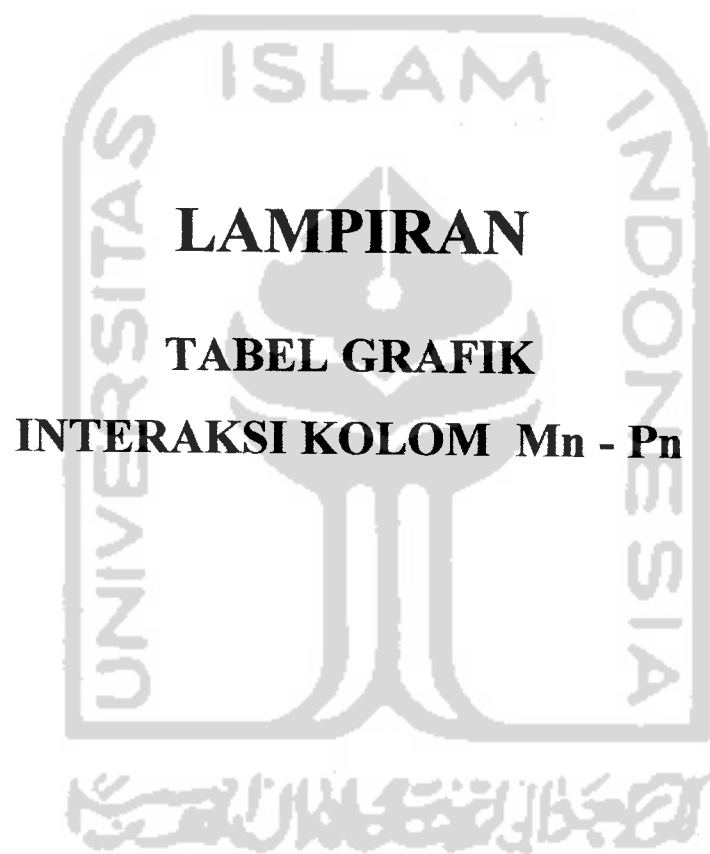 LAMPIRAN
TABEL GRAFIK
INTERAKSI KOLOM Mn - Pn
ISLAM
UNIVERSITAS
INDONESIA